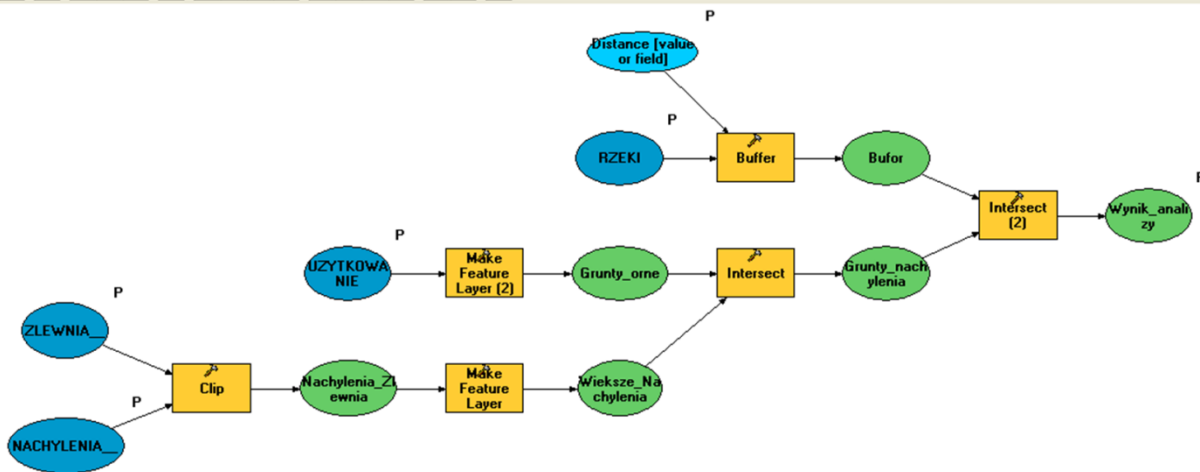 P
Distance [value
or field]
P
RZEKI
Buffer
Bufor
P
Intersect
(2)
Wynik_anali
zy
P
UZYTKOWA
NIE
Make
Feature
Layer (2)
Grunty_orne
Intersect
Grunty_nach
ylenia
P
ZLEWNIA__
Clip
Nachylenia_Zl
ewnia
Make
Feature
Layer
Wieksze_Na
chylenia
P
NACHYLENIA__